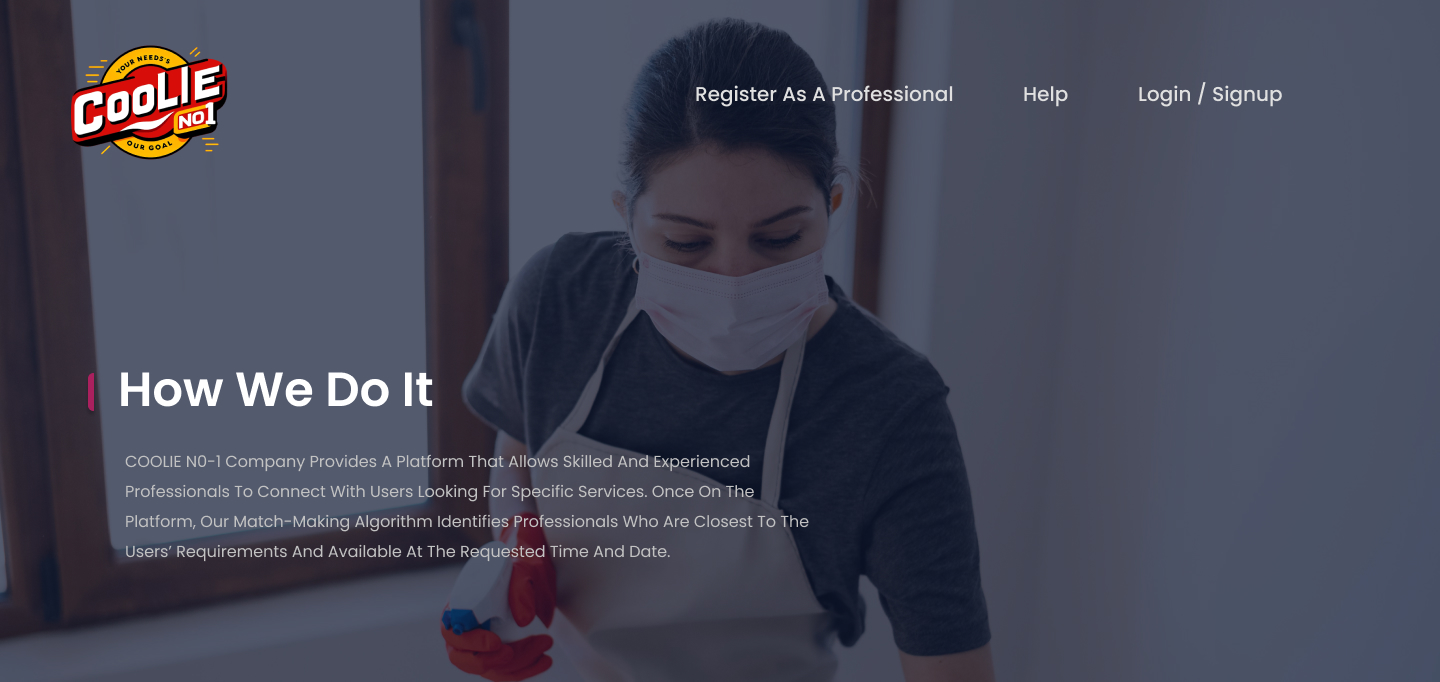 YOUR NEEDS'S
COOLIE
NO1
OUR GOAL
Register As A Professional
Help
Login / Signup
How We Do It
COOLIE N0-1 Company Provides A Platform That Allows Skilled And Experienced
Professionals To Connect With Users Looking For Specific Services. Once On The
Platform, Our Match-Making Algorithm Identifies Professionals Who Are Closest To The
Users’ Requirements And Available At The Requested Time And Date.